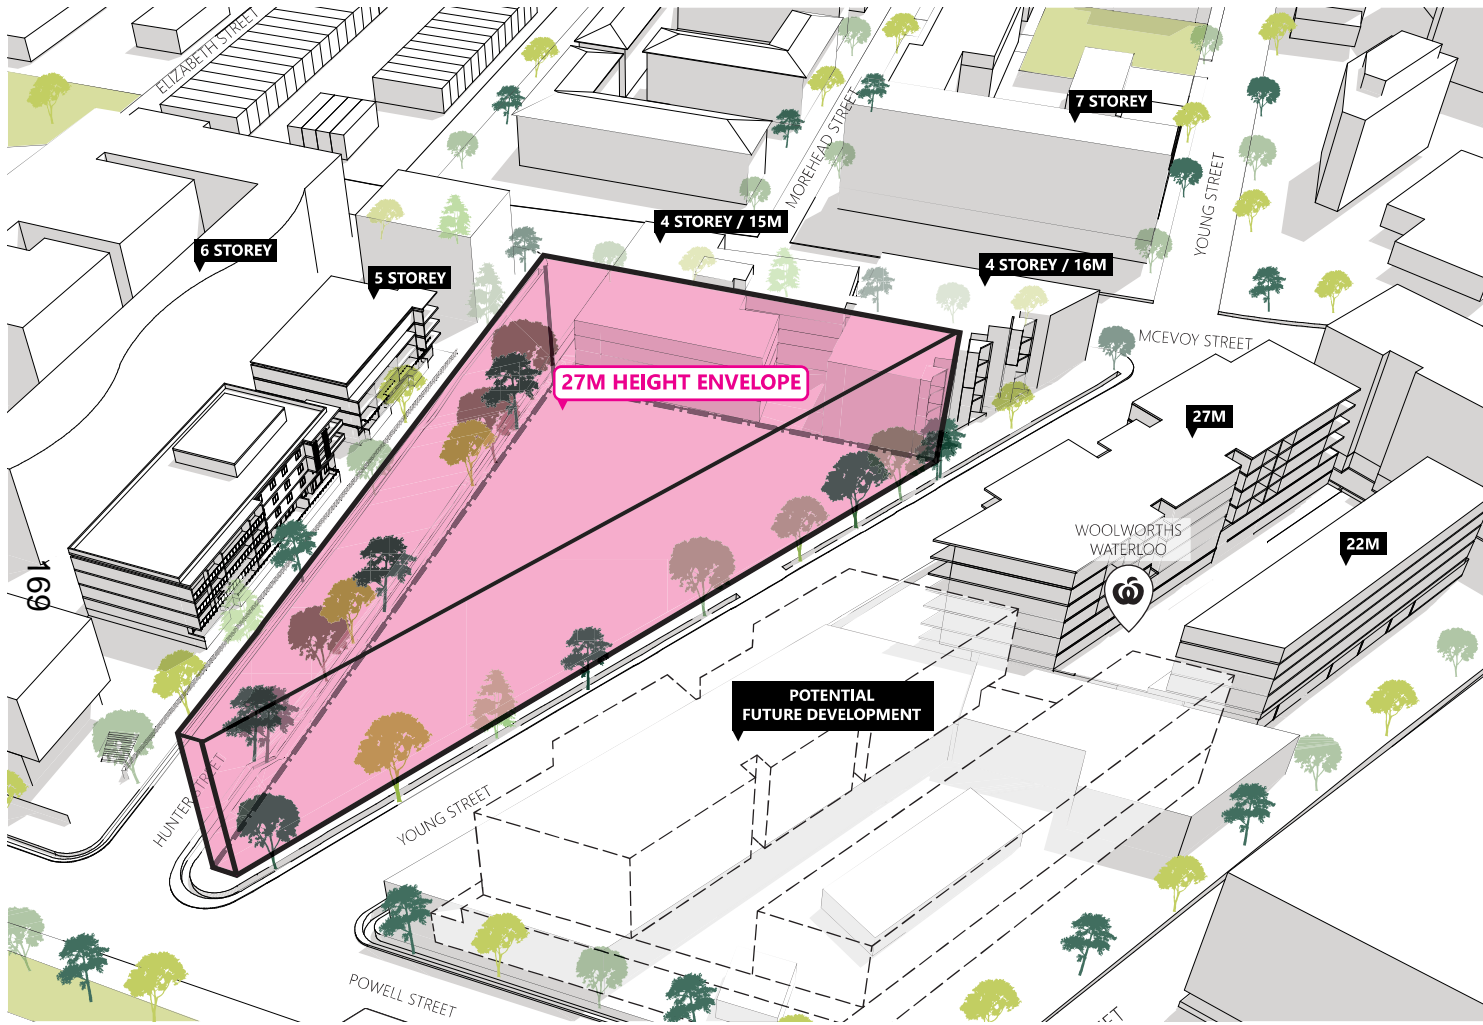 ELIZABETH STREET
7 STOREY
MOREHEAD STREET
YOUNG STREET
4 STOREY / 15M
6 STOREY
5 STOREY
4 STOREY / 16M
MCEVOY STREET
27M HEIGHT ENVELOPE
27M
WOOLWORTHS
WATERLOO
22M
169
POTENTIAL
FUTURE DEVELOPMENT
HUNTER STREET
YOUNG STREET
POWELL STREET
EET